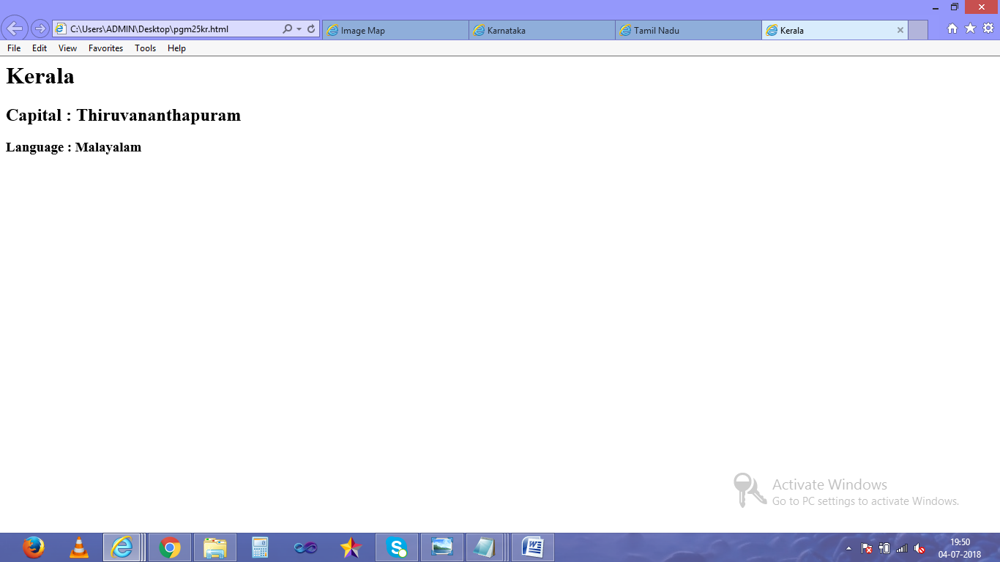 C:\Users\ADMIN\Desktop\pgm25kr.html
Image Map
Karnataka
Tamil Nadu
Kerala
File Edit View Favorites Tools Help
Kerala
Capital : Thiruvananthapuram
Language : Malayalam
Activate Windows
Go to PC settings to activate Windows.
19:50
04-07-2018